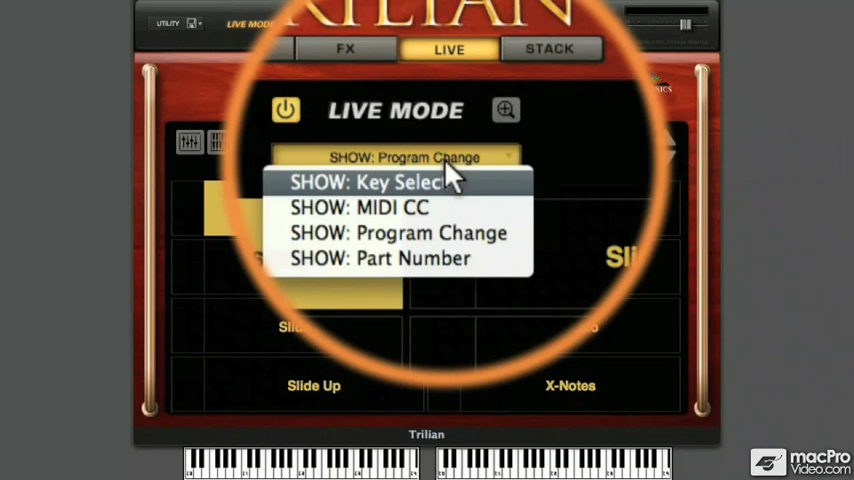 TRILIAN
UTILITY
LIVE MODE
FX
LIVE
STACK
LIVE MODE
SHOW: Program Change
SHOW: Key Select
SHOW: MIDI CC
SHOW: Program Change
SHOW: Part Number
Slide Up
X-Notes
Trilian
macPro
Video.com